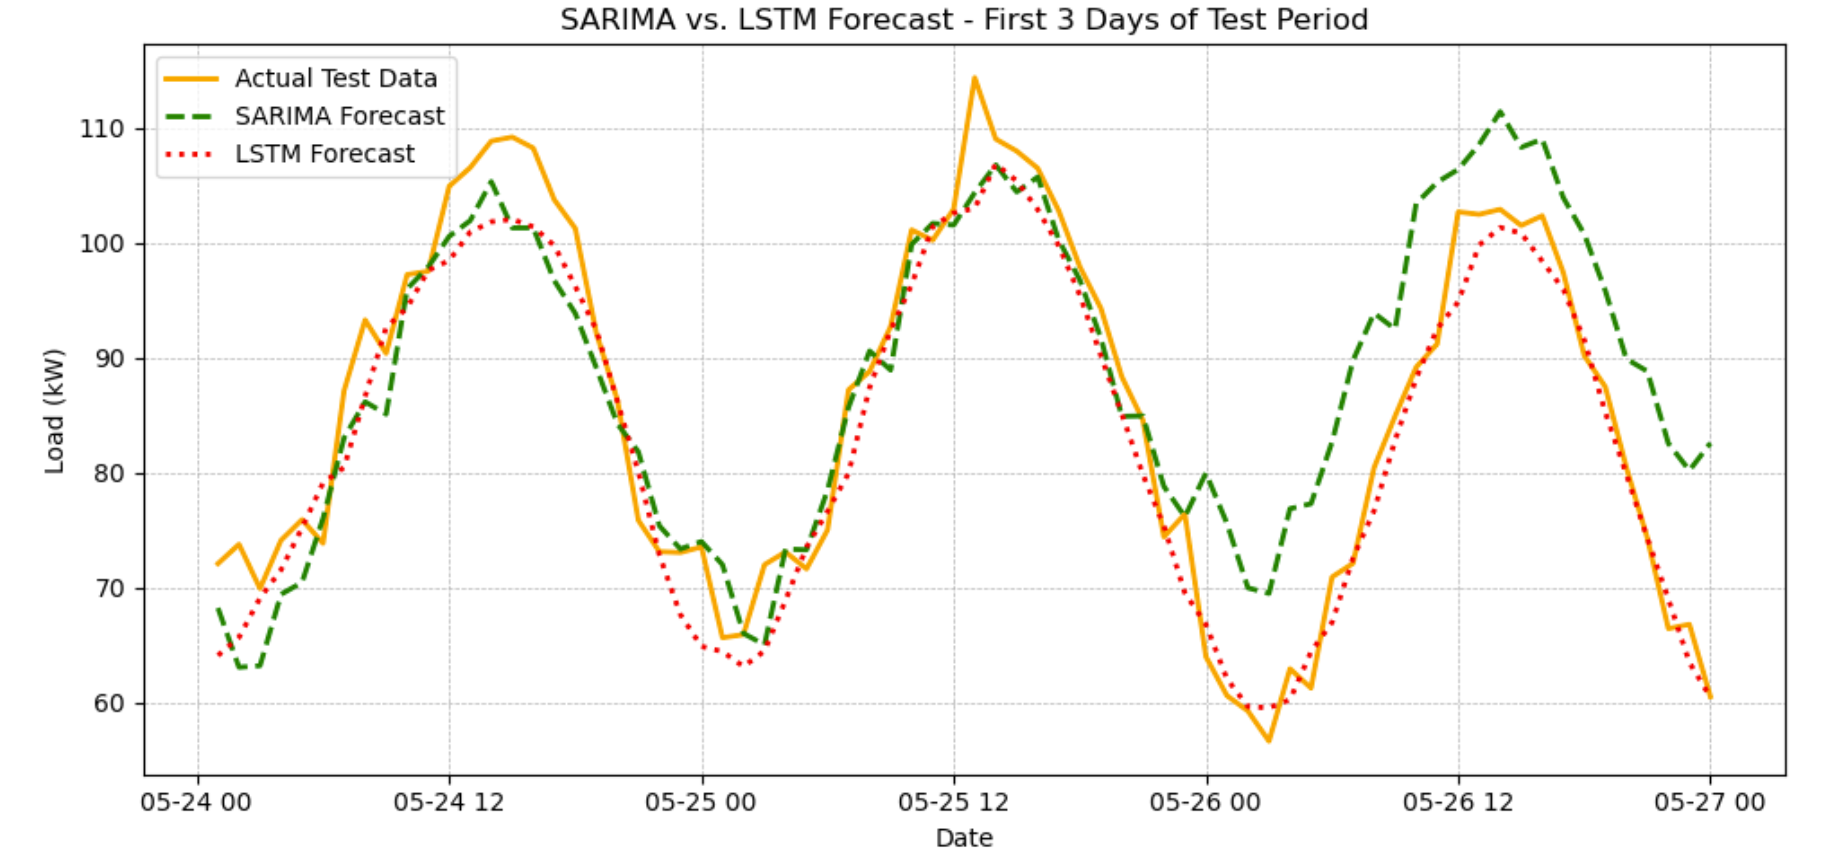 SARIMA vs. LSTM Forecast - First 3 Days of Test Period
Actual Test Data
SARIMA Forecast
LSTM Forecast
110
100
90
80
70
60
Load (kW)
05-24 00
05-24 12
05-25 00
05-25 12
05-26 00
05-26 12
05-27 00
Date